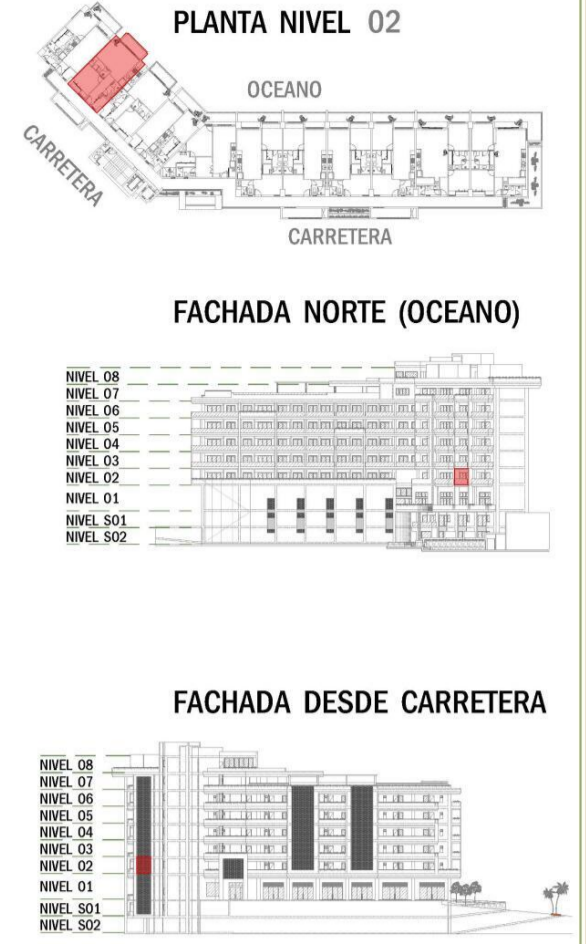 PLANTA NIVEL 02
OCEANO
CARRETERA
CARRETERA
FACHADA NORTE (OCEANO)
NIVEL 08
NIVEL 07
NIVEL 06
NIVEL 05
NIVEL 04
NIVEL 03
NIVEL 02
NIVEL 01
NIVEL S01
NIVEL S02
FACHADA DESDE CARRETERA
NIVEL 08
NIVEL 07
NIVEL 06
NIVEL 05
NIVEL 04
NIVEL 03
NIVEL 02
NIVEL 01
NIVEL S01
NIVEL S02